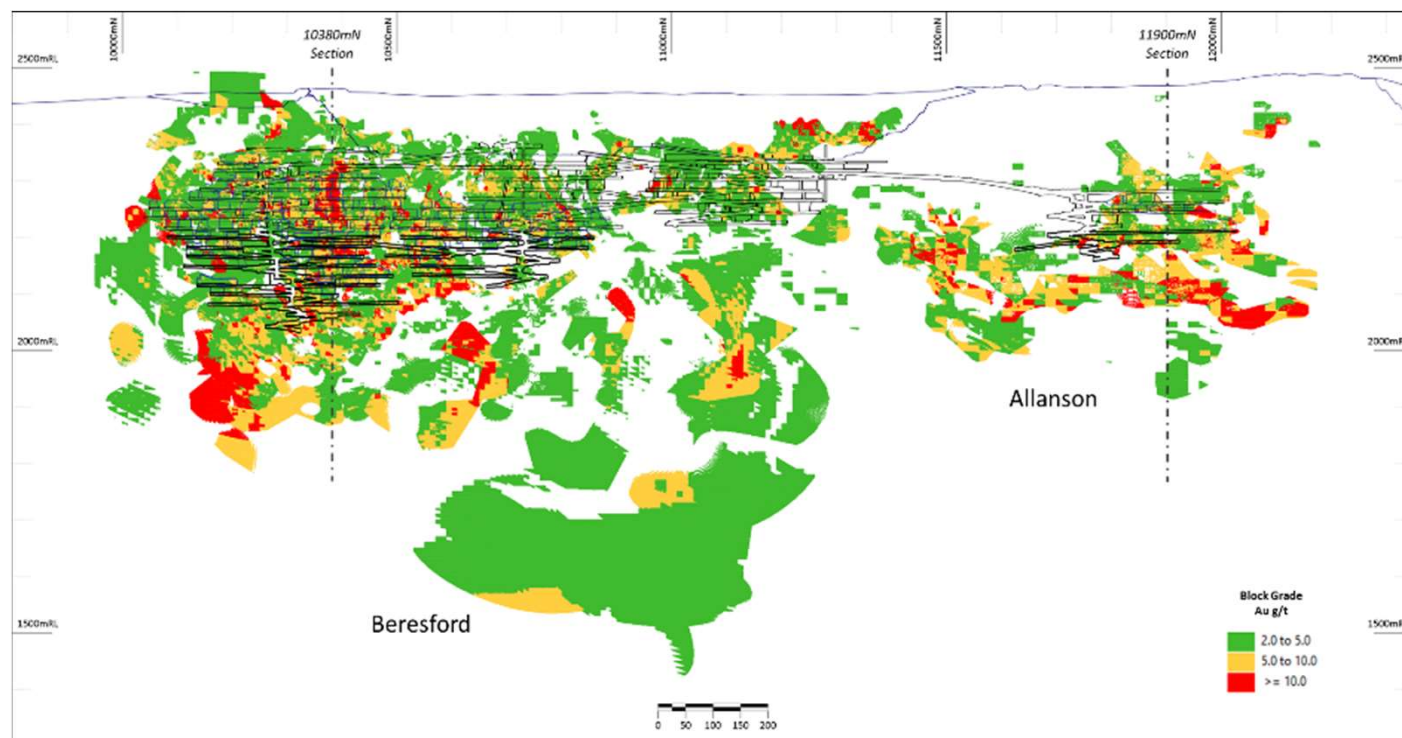 10000mN
10380mN
Section
10500mN
11000mN
11500mN
11900mN
Section
12000mN
2500mRL
2500mRL
2000mRL
2000mRL
Allanson
Beresford
1500mRL
1500mRL
Block Grade
Au g/t
2.0 to 5.0
5.0 to 10.0
>= 10.0
0 50 100 150 200